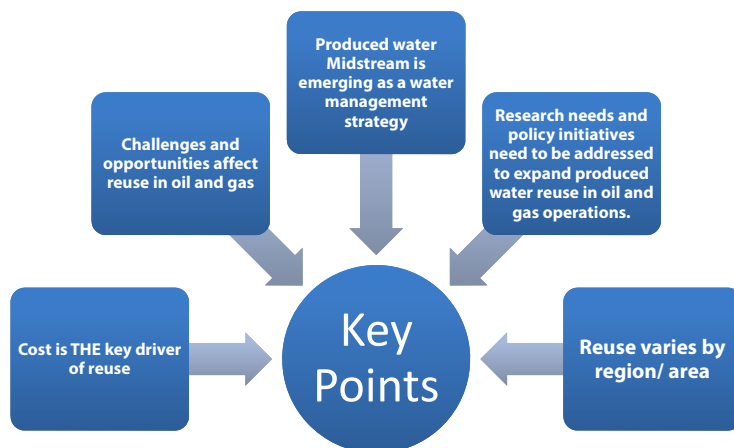 Produced water
Midstream is
emerging as a water
management
strategy
Challenges and
opportunities affect
reuse in oil and gas
Research needs and
policy initiatives
need to be addressed
to expand produced
water reuse in oil and
gas operations.
Cost is THE key driver
of reuse
Key
Points
Reuse varies by
region/ area